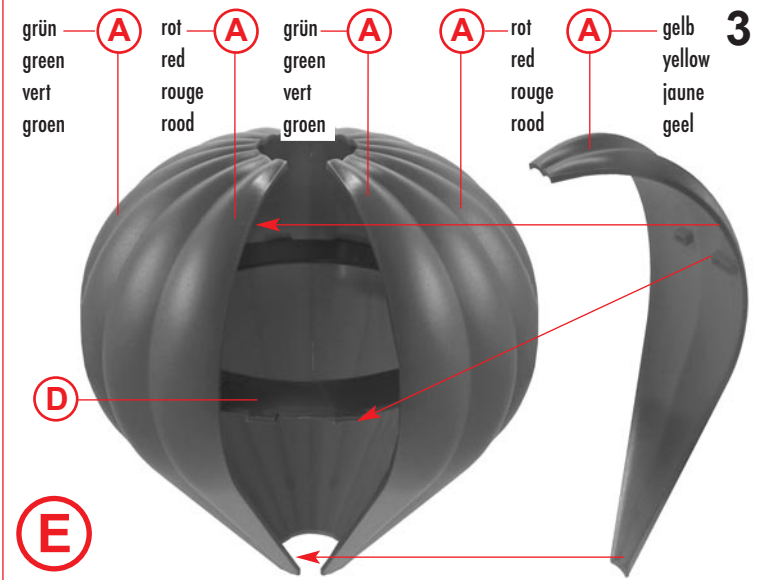 grün A
green
vert
groen
rot A
red
rouge
rood
grün A
green
vert
groen
A rot
red
rouge
rood
A gelb
yellow
jaune
geel
3
D
E